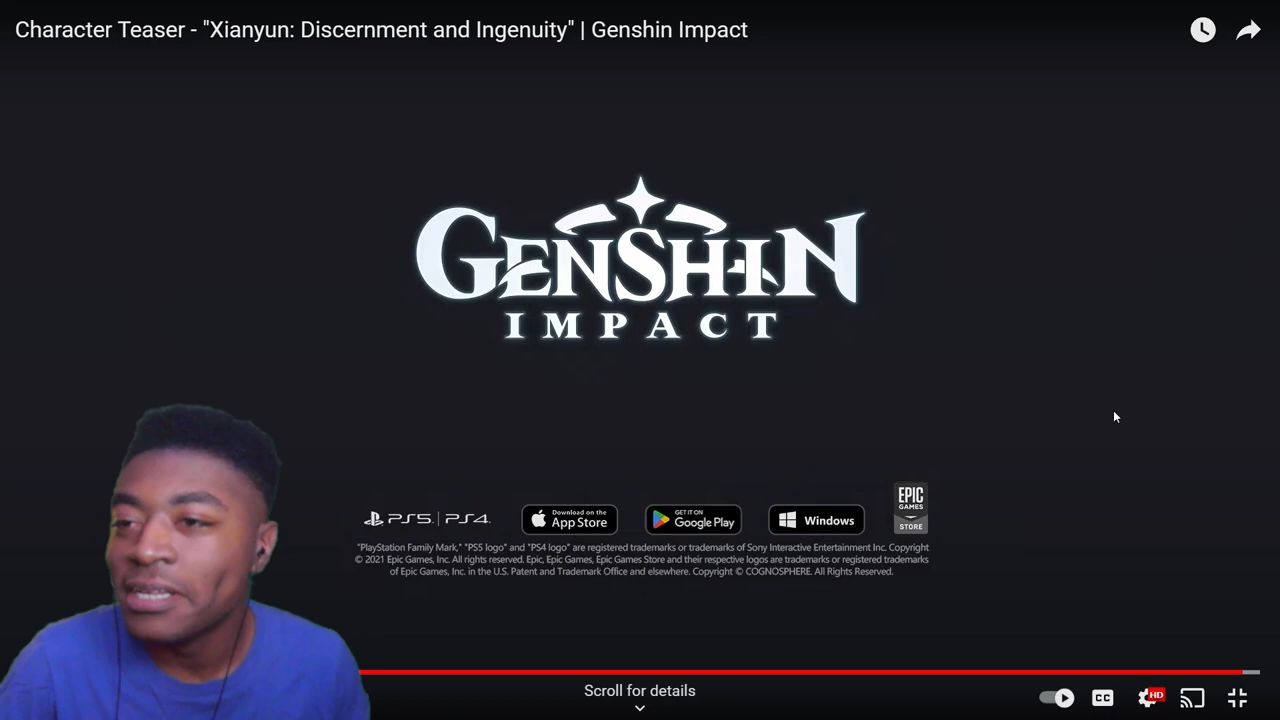 Character Teaser - "Xianyun: Discernment and Ingenuity" | Genshin Impact
GENSHIN
IMPACT
PS5 | PS4
Download on the
App Store
GET IT ON
Google Play
Windows
EPIC
GAMES
STORE
"PlayStation Family Mark," "PS5 logo" and "PS4 logo" are registered trademarks or trademarks of Sony Interactive Entertainment Inc. Copyright
© 2021 Epic Games, Inc. All rights reserved. Epic, Epic Games, Epic Games Store and their respective logos are trademarks or registered trademarks
of Epic Games, Inc. in the U.S. Patent and Trademark Office and elsewhere. Copyright © COGNOSPHERE. All Rights Reserved.
Scroll for details
CC
HD